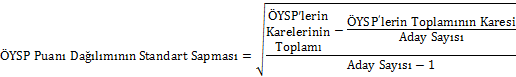 ÖYSP'lerin
Karelerinin
Toplamı
−
ÖYSP'lerin Toplamının Karesi
Aday Sayısı
ÖYSP Puanı Dağılımının Standart Sapması =
Aday Sayısı − 1